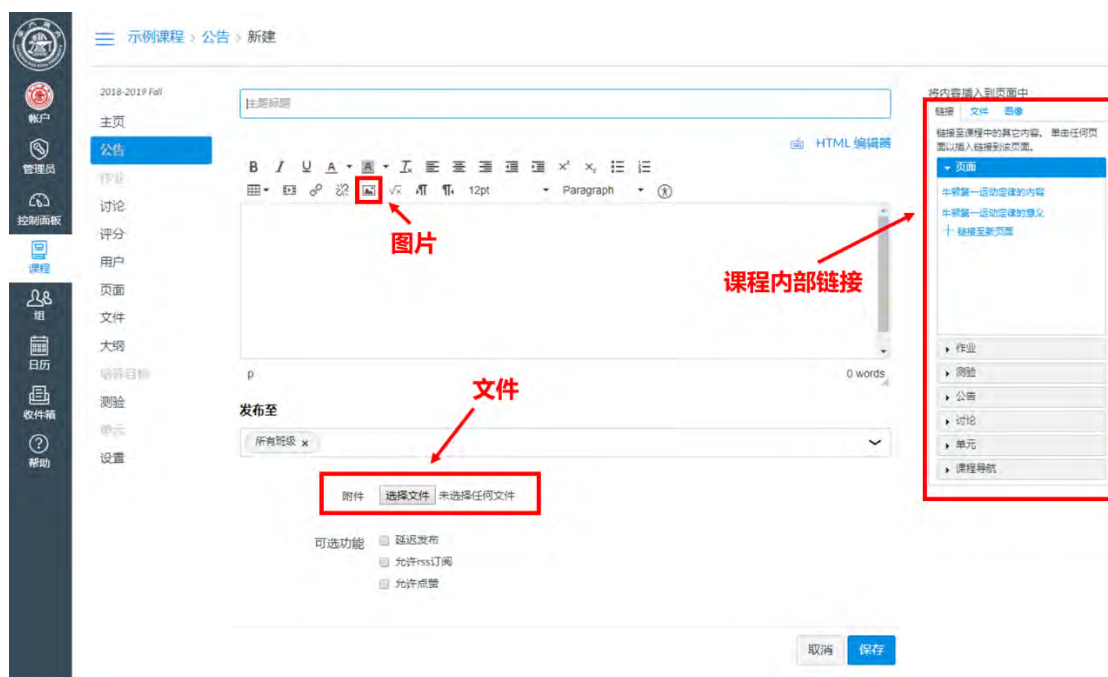 示例课程 › 公告 › 新建
帐户
管理员
控制面板
课程
组
日历
收件箱
帮助
2018-2019 Fall
主页
公告
作业
讨论
评分
用户
页面
文件
大纲
培养目标
测验
单元
设置
主题标题
HTML 编辑器
B I U A A Tx x² x₂
√x ¶ ¶ 12pt Paragraph
图片
课程内部链接
p 0 words
文件
发布至
所有班级 x
附件 选择文件 未选择任何文件
可选功能 延迟发布
允许rss订阅
允许点赞
取消 保存
将内容插入到页面中
链接 文件 图像
链接至课程中的其它内容。 单击任何页
面以插入链接到该页面。
页面
牛顿第一运动定律的内容
牛顿第一运动定律的意义
链接至新页面
作业
测验
公告
讨论
单元
课程导航